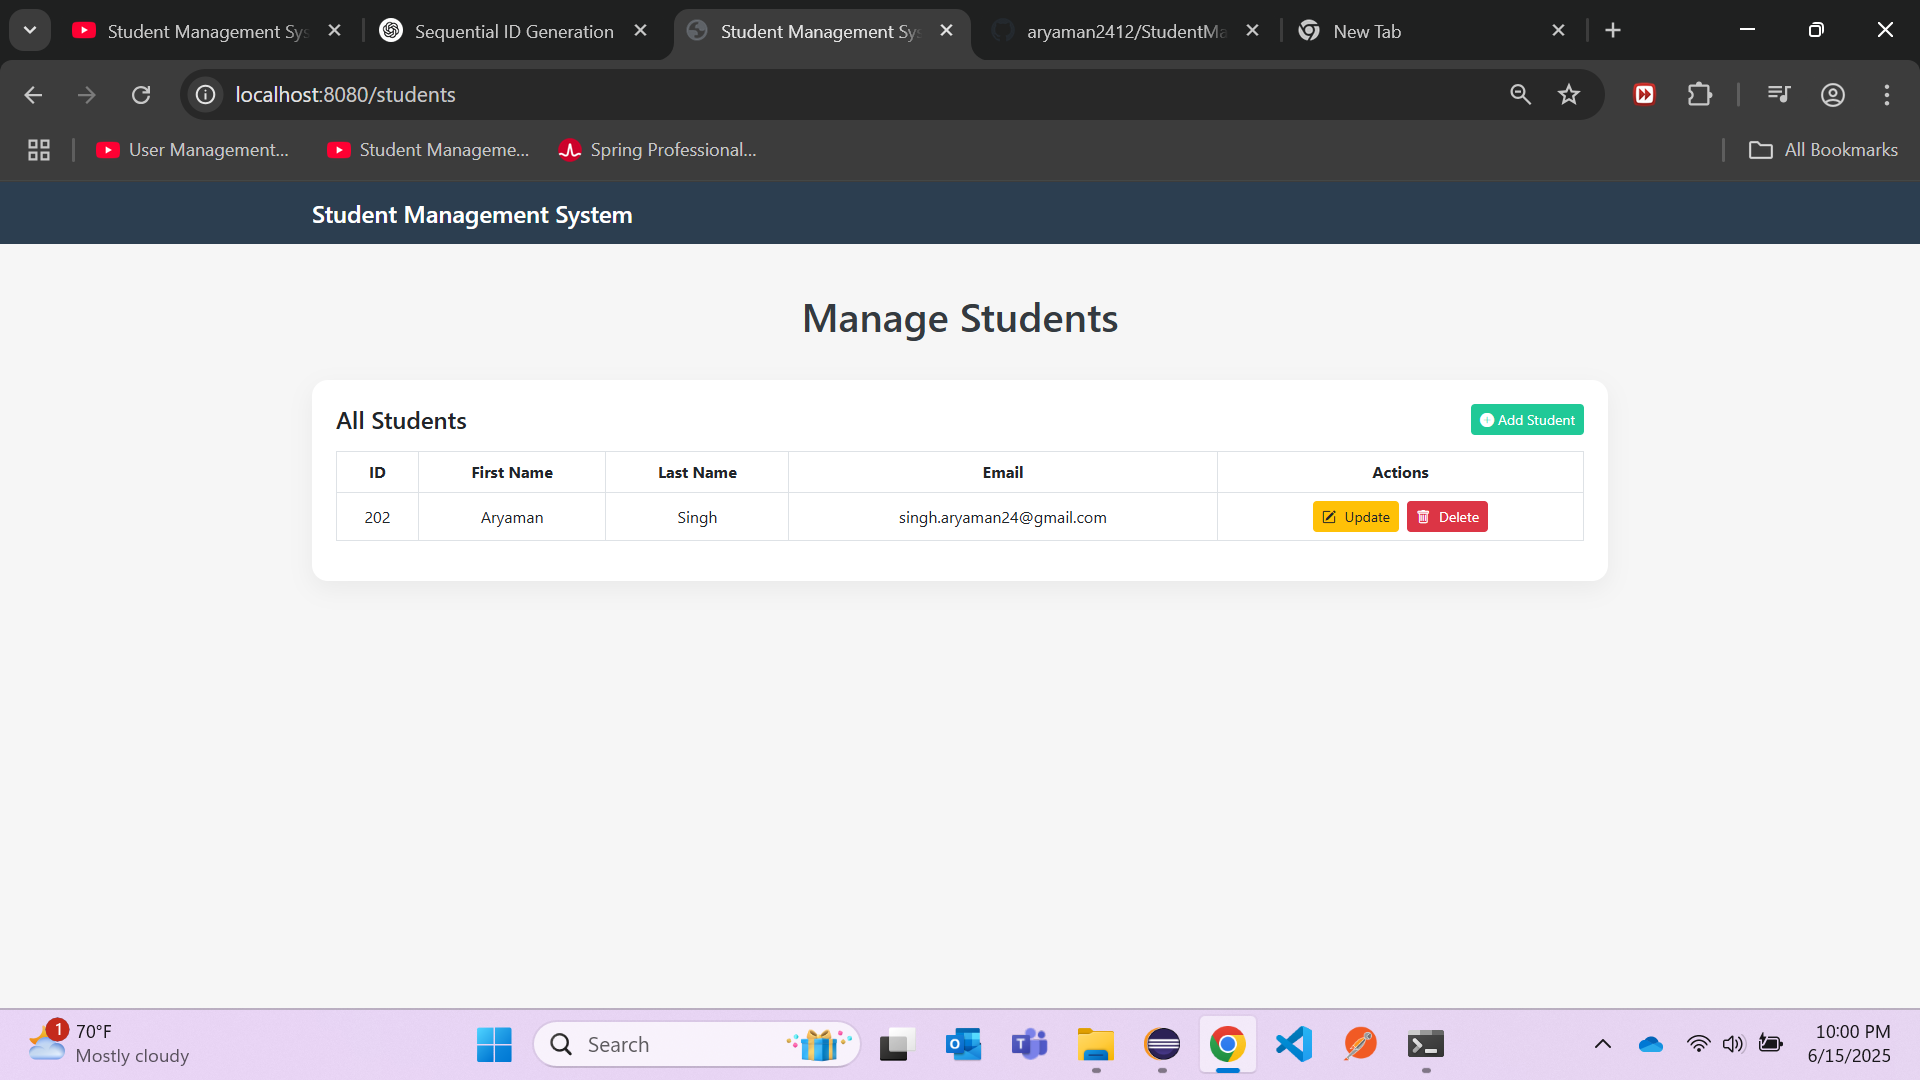 Student Management Sys
Sequential ID Generation
Student Management Sys
aryaman2412/StudentMa
New Tab
localhost:8080/students
User Management...
Student Manageme...
Spring Professional...
All Bookmarks
Student Management System
Manage Students
All Students
Add Student
ID First Name Last Name Email Actions
202 Aryaman Singh singh.aryaman24@gmail.com Update Delete
1
70°F
Mostly cloudy
Search
10:00 PM
6/15/2025